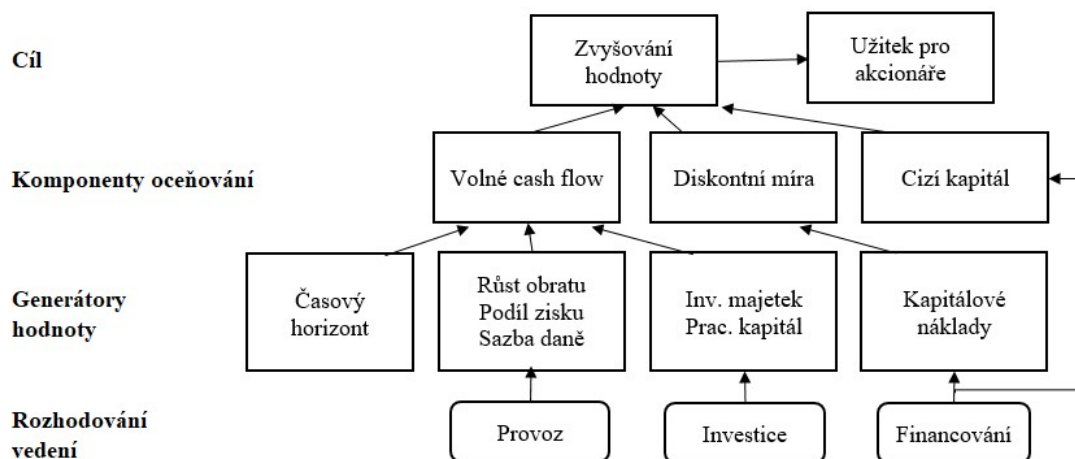 Cíl
Zvyšování
hodnoty
Užitek pro
akcionáře
Komponenty oceňování
Volné cash flow
Diskontní míra
Cizí kapitál
Generátory
hodnoty
Časový
horizont
Růst obratu
Podíl zisku
Sazba daně
Inv. majetek
Prac. kapitál
Kapitálové
náklady
Rozhodování
vedení
Provoz
Investice
Financování